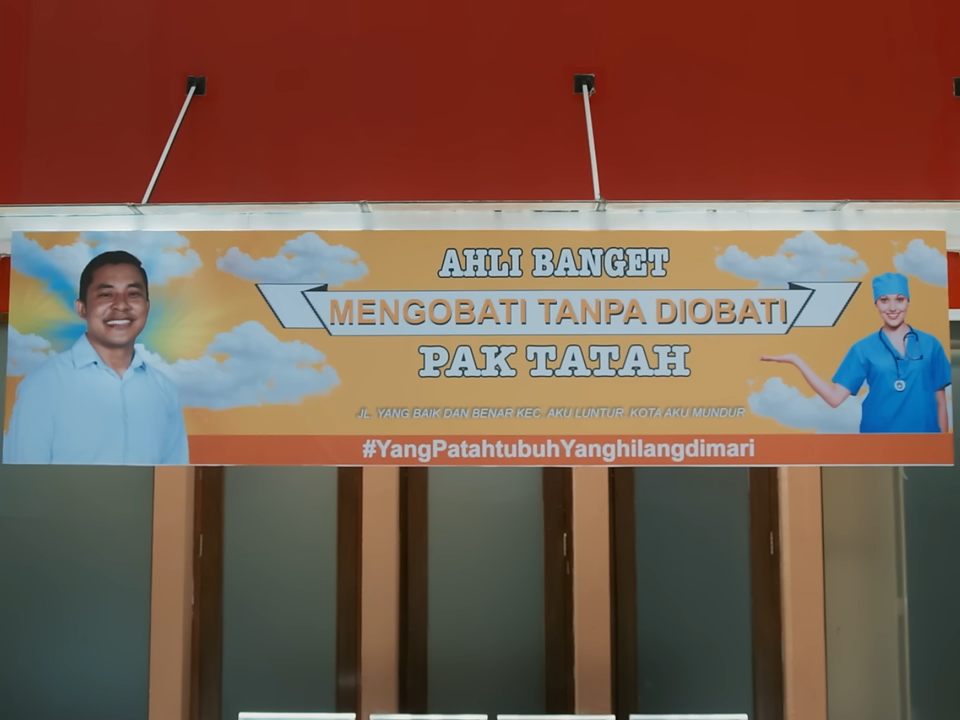 AHLI BANGET
MENGOBATI TANPA DIOBATI
PAK TATAH
JL. YANG BAIK DAN BENAR KEC. AKU LUNTUR. KOTA AKU MUNDUR
#YangPatahtubuhYanghilangdimari